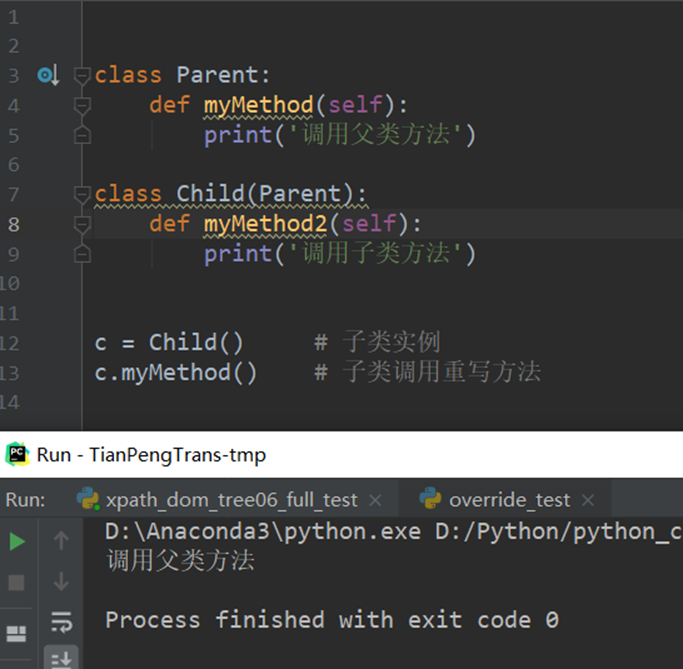 1
2
3 class Parent:
4 def myMethod(self):
5 print('调用父类方法')
6
7 class Child(Parent):
8 def myMethod2(self):
9 print('调用子类方法')
10
11
12 c = Child() # 子类实例
13 c.myMethod() # 子类调用重写方法
14
PC Run - TianPengTrans-tmp
Run: xpath_dom_tree06_full_test × override_test ×
D:\Anaconda3\python.exe D:/Python/python_c
调用父类方法
Process finished with exit code 0